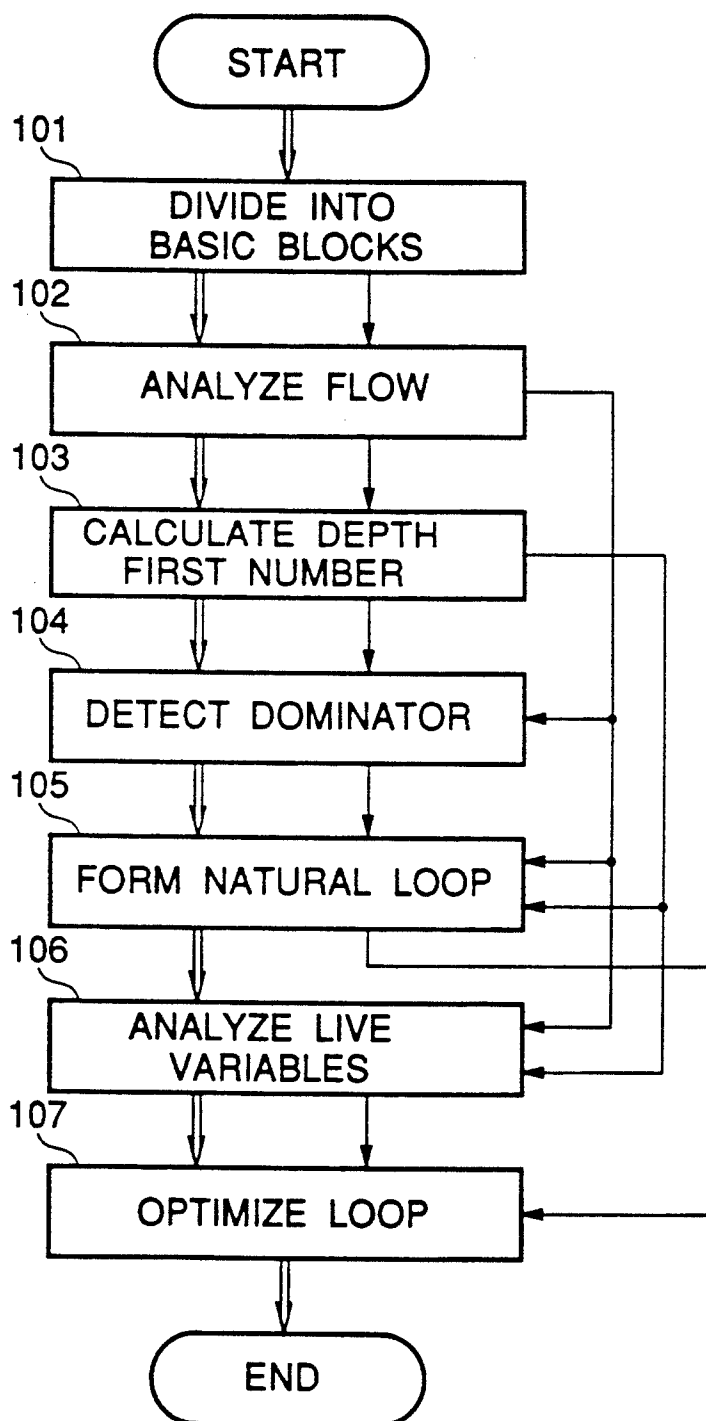 START
101
DIVIDE INTO
BASIC BLOCKS
102
ANALYZE FLOW
103
CALCULATE DEPTH
FIRST NUMBER
104
DETECT DOMINATOR
105
FORM NATURAL LOOP
106
ANALYZE LIVE
VARIABLES
107
OPTIMIZE LOOP
END